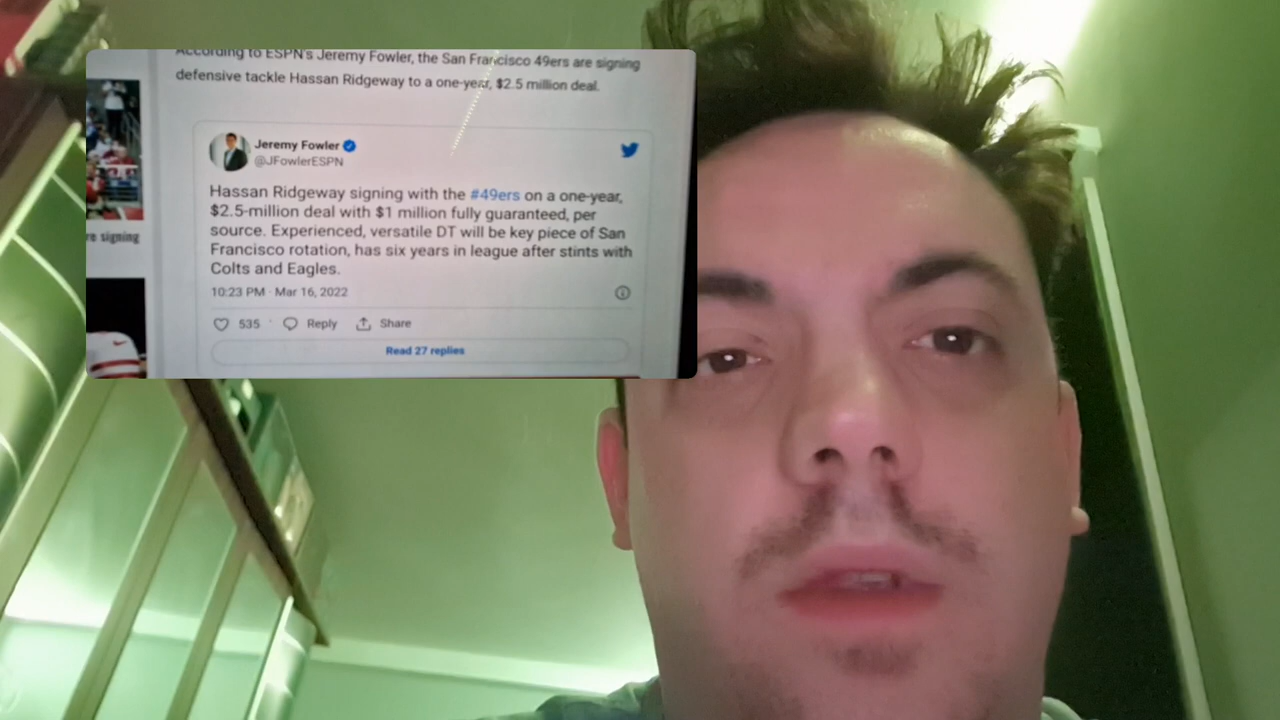 According to ESPN's Jeremy Fowler, the San Francisco 49ers are signing
defensive tackle Hassan Ridgeway to a one-year, $2.5 million deal.
Jeremy Fowler
@JFowlerESPN
Hassan Ridgeway signing with the #49ers on a one-year,
$2.5-million deal with $1 million fully guaranteed, per
source. Experienced, versatile DT will be key piece of San
Francisco rotation, has six years in league after stints with
Colts and Eagles.
10:23 PM · Mar 16, 2022
535 Reply Share
Read 27 replies
re signing